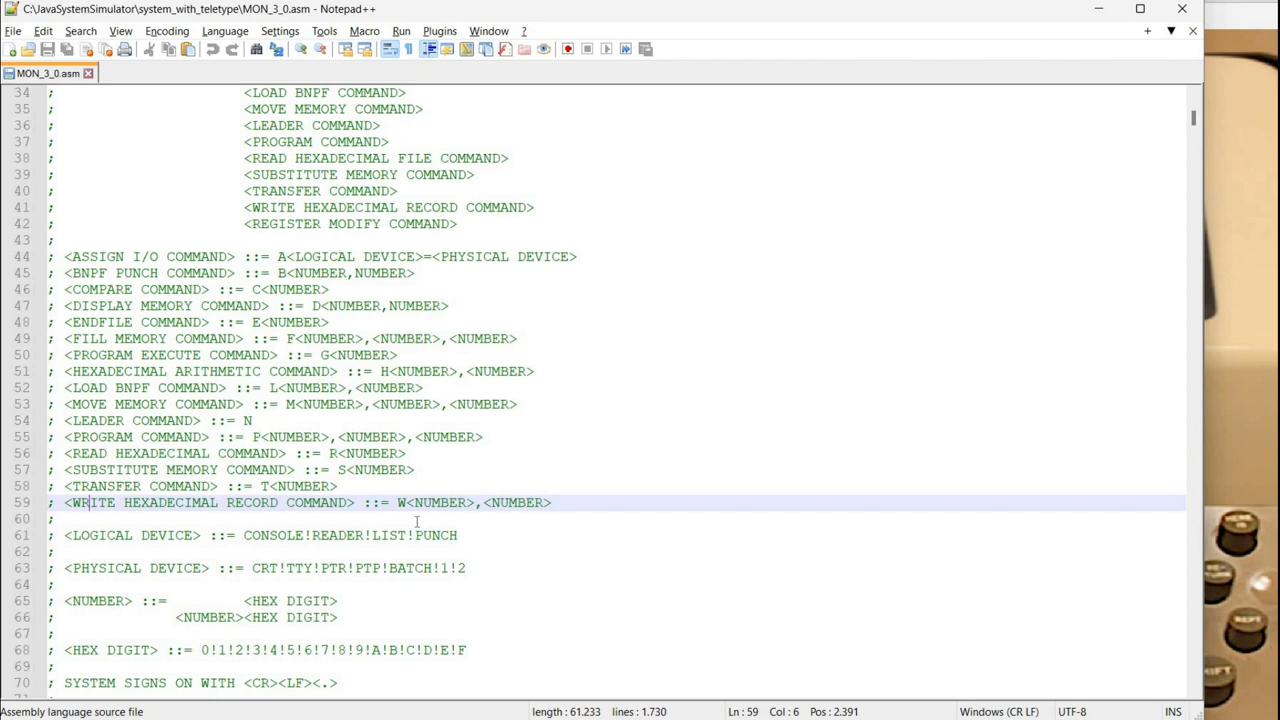 C:\JavaSystemSimulator\system_with_teletype\MON_3_0.asm - Notepad++
File Edit Search View Encoding Language Settings Tools Macro Run Plugins Window ?
MON_3_0.asm
34 ; <LOAD BNPF COMMAND>
35 ; <MOVE MEMORY COMMAND>
36 ; <LEADER COMMAND>
37 ; <PROGRAM COMMAND>
38 ; <READ HEXADECIMAL FILE COMMAND>
39 ; <SUBSTITUTE MEMORY COMMAND>
40 ; <TRANSFER COMMAND>
41 ; <WRITE HEXADECIMAL RECORD COMMAND>
42 ; <REGISTER MODIFY COMMAND>
43 ;
44 ; <ASSIGN I/O COMMAND> ::= A<LOGICAL DEVICE>=<PHYSICAL DEVICE>
45 ; <BNPF PUNCH COMMAND> ::= B<NUMBER,NUMBER>
46 ; <COMPARE COMMAND> ::= C<NUMBER>
47 ; <DISPLAY MEMORY COMMAND> ::= D<NUMBER,NUMBER>
48 ; <ENDFILE COMMAND> ::= E<NUMBER>
49 ; <FILL MEMORY COMMAND> ::= F<NUMBER>,<NUMBER>,<NUMBER>
50 ; <PROGRAM EXECUTE COMMAND> ::= G<NUMBER>
51 ; <HEXADECIMAL ARITHMETIC COMMAND> ::= H<NUMBER>,<NUMBER>
52 ; <LOAD BNPF COMMAND> ::= L<NUMBER>,<NUMBER>
53 ; <MOVE MEMORY COMMAND> ::= M<NUMBER>,<NUMBER>,<NUMBER>
54 ; <LEADER COMMAND> ::= N
55 ; <PROGRAM COMMAND> ::= P<NUMBER>,<NUMBER>,<NUMBER>
56 ; <READ HEXADECIMAL COMMAND> ::= R<NUMBER>
57 ; <SUBSTITUTE MEMORY COMMAND> ::= S<NUMBER>
58 ; <TRANSFER COMMAND> ::= T<NUMBER>
59 ; <WRITE HEXADECIMAL RECORD COMMAND> ::= W<NUMBER>,<NUMBER>
60 ;
61 ; <LOGICAL DEVICE> ::= CONSOLE!READER!LIST!PUNCH
62 ;
63 ; <PHYSICAL DEVICE> ::= CRT!TTY!PTR!PTP!BATCH!1!2
64 ;
65 ; <NUMBER> ::= <HEX DIGIT>
66 ; <NUMBER><HEX DIGIT>
67 ;
68 ; <HEX DIGIT> ::= 0!1!2!3!4!5!6!7!8!9!A!B!C!D!E!F
69 ;
70 ; SYSTEM SIGNS ON WITH <CR><LF><.>
Assembly language source file length : 61.233 lines : 1.730 Ln : 59 Col : 6 Pos : 2.391 Windows (CR LF) UTF-8 INS
REPT